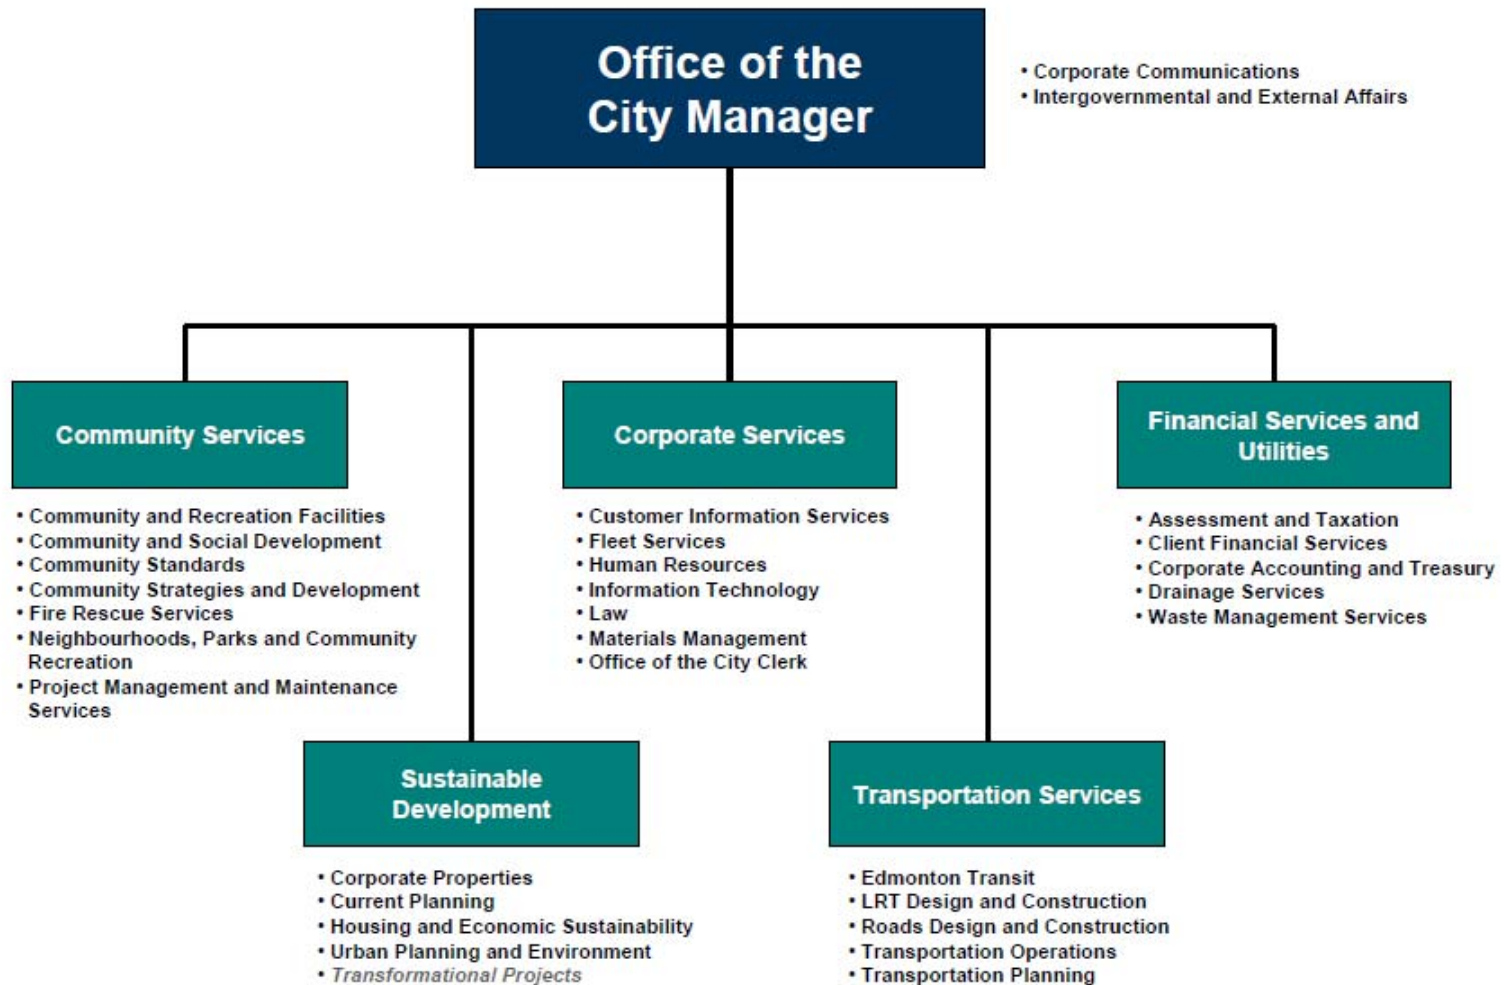 Office of the
City Manager
• Corporate Communications
• Intergovernmental and External Affairs
Community Services
• Community and Recreation Facilities
• Community and Social Development
• Community Standards
• Community Strategies and Development
• Fire Rescue Services
• Neighbourhoods, Parks and Community
Recreation
• Project Management and Maintenance
Services
Corporate Services
• Customer Information Services
• Fleet Services
• Human Resources
• Information Technology
• Law
• Materials Management
• Office of the City Clerk
Financial Services and
Utilities
• Assessment and Taxation
• Client Financial Services
• Corporate Accounting and Treasury
• Drainage Services
• Waste Management Services
Sustainable
Development
• Corporate Properties
• Current Planning
• Housing and Economic Sustainability
• Urban Planning and Environment
• Transformational Projects
Transportation Services
• Edmonton Transit
• LRT Design and Construction
• Roads Design and Construction
• Transportation Operations
• Transportation Planning